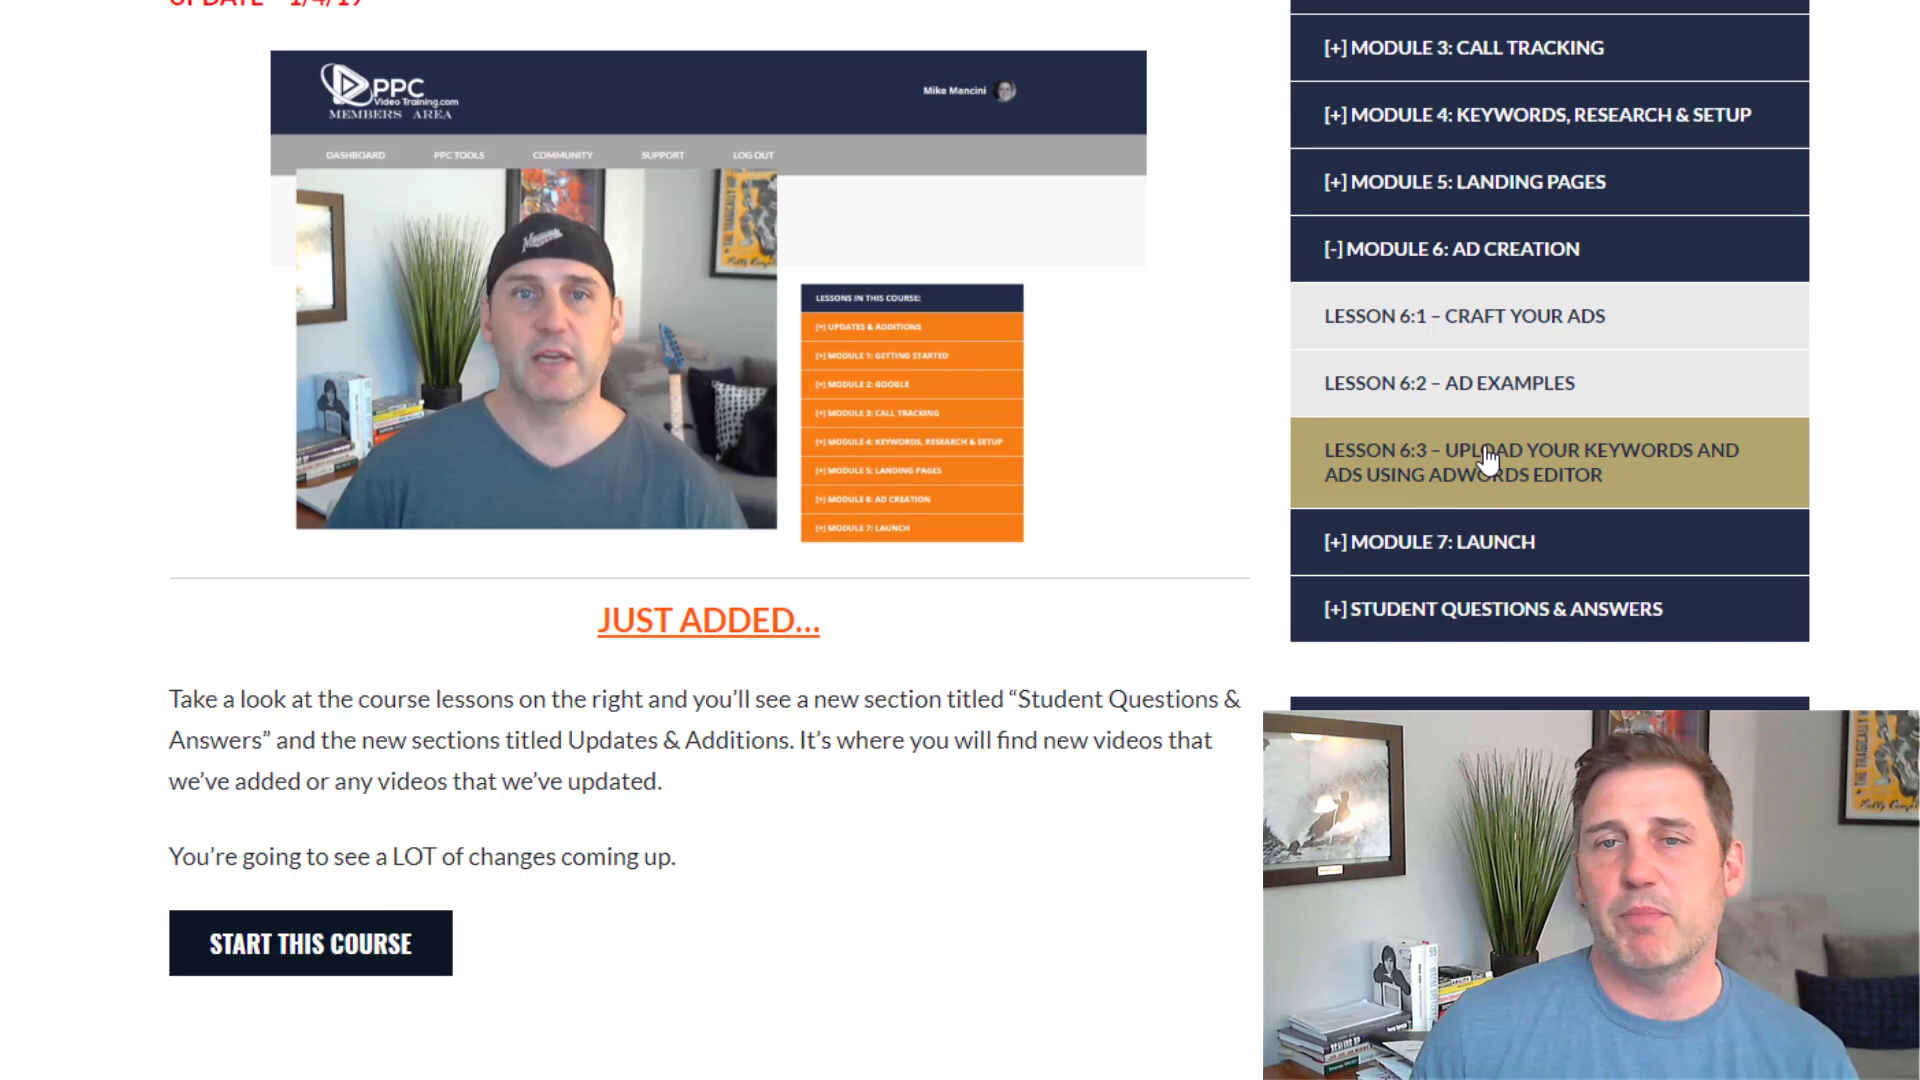 UPDATE – 1/4/19
PPC
Video Training.com
MEMBERS AREA
Mike Mancini
DASHBOARD
PPC TOOLS
COMMUNITY
SUPPORT
LOG OUT
LESSONS IN THIS COURSE:
[+] UPDATES & ADDITIONS
[+] MODULE 1: GETTING STARTED
[+] MODULE 2: GOOGLE
[+] MODULE 3: CALL TRACKING
[+] MODULE 4: KEYWORDS, RESEARCH & SETUP
[+] MODULE 5: LANDING PAGES
[+] MODULE 6: AD CREATION
[+] MODULE 7: LAUNCH
JUST ADDED...
Take a look at the course lessons on the right and you’ll see a new section titled “Student Questions &
Answers” and the new sections titled Updates & Additions. It’s where you will find new videos that
we’ve added or any videos that we’ve updated.
You’re going to see a LOT of changes coming up.
START THIS COURSE
[+] MODULE 3: CALL TRACKING
[+] MODULE 4: KEYWORDS, RESEARCH & SETUP
[+] MODULE 5: LANDING PAGES
[-] MODULE 6: AD CREATION
LESSON 6:1 – CRAFT YOUR ADS
LESSON 6:2 – AD EXAMPLES
LESSON 6:3 – UPLOAD YOUR KEYWORDS AND
ADS USING ADWORDS EDITOR
[+] MODULE 7: LAUNCH
[+] STUDENT QUESTIONS & ANSWERS
THE TRAGICALLY
SCALING UP